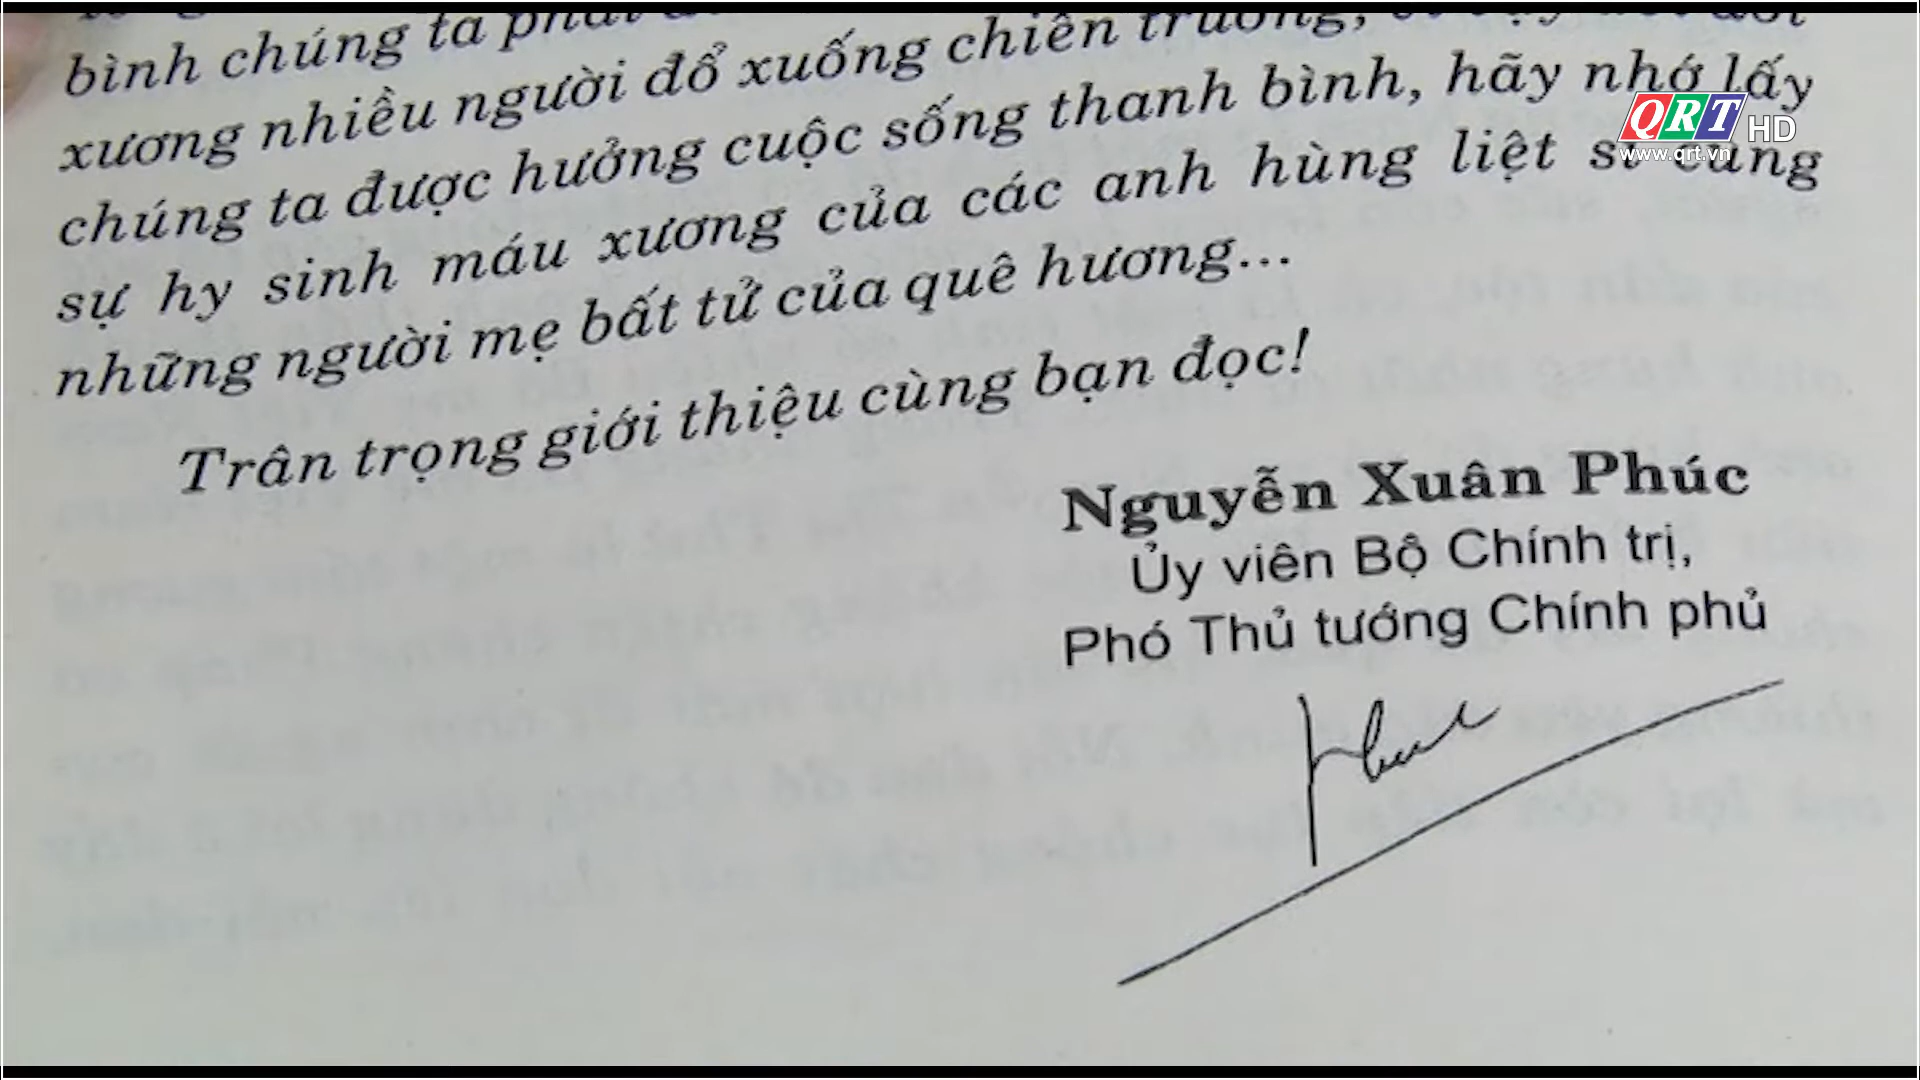 bình chúng ta phải
xương nhiều người đổ xuống chiến trường,
chúng ta được hưởng cuộc sống thanh bình, hãy nhớ lấy
sự hy sinh máu xương của các anh hùng liệt sĩ cùng
những người mẹ bất tử của quê hương...
Trân trọng giới thiệu cùng bạn đọc!
Nguyễn Xuân Phúc
Ủy viên Bộ Chính trị,
Phó Thủ tướng Chính phủ
QRT HD
www.qrt.vn